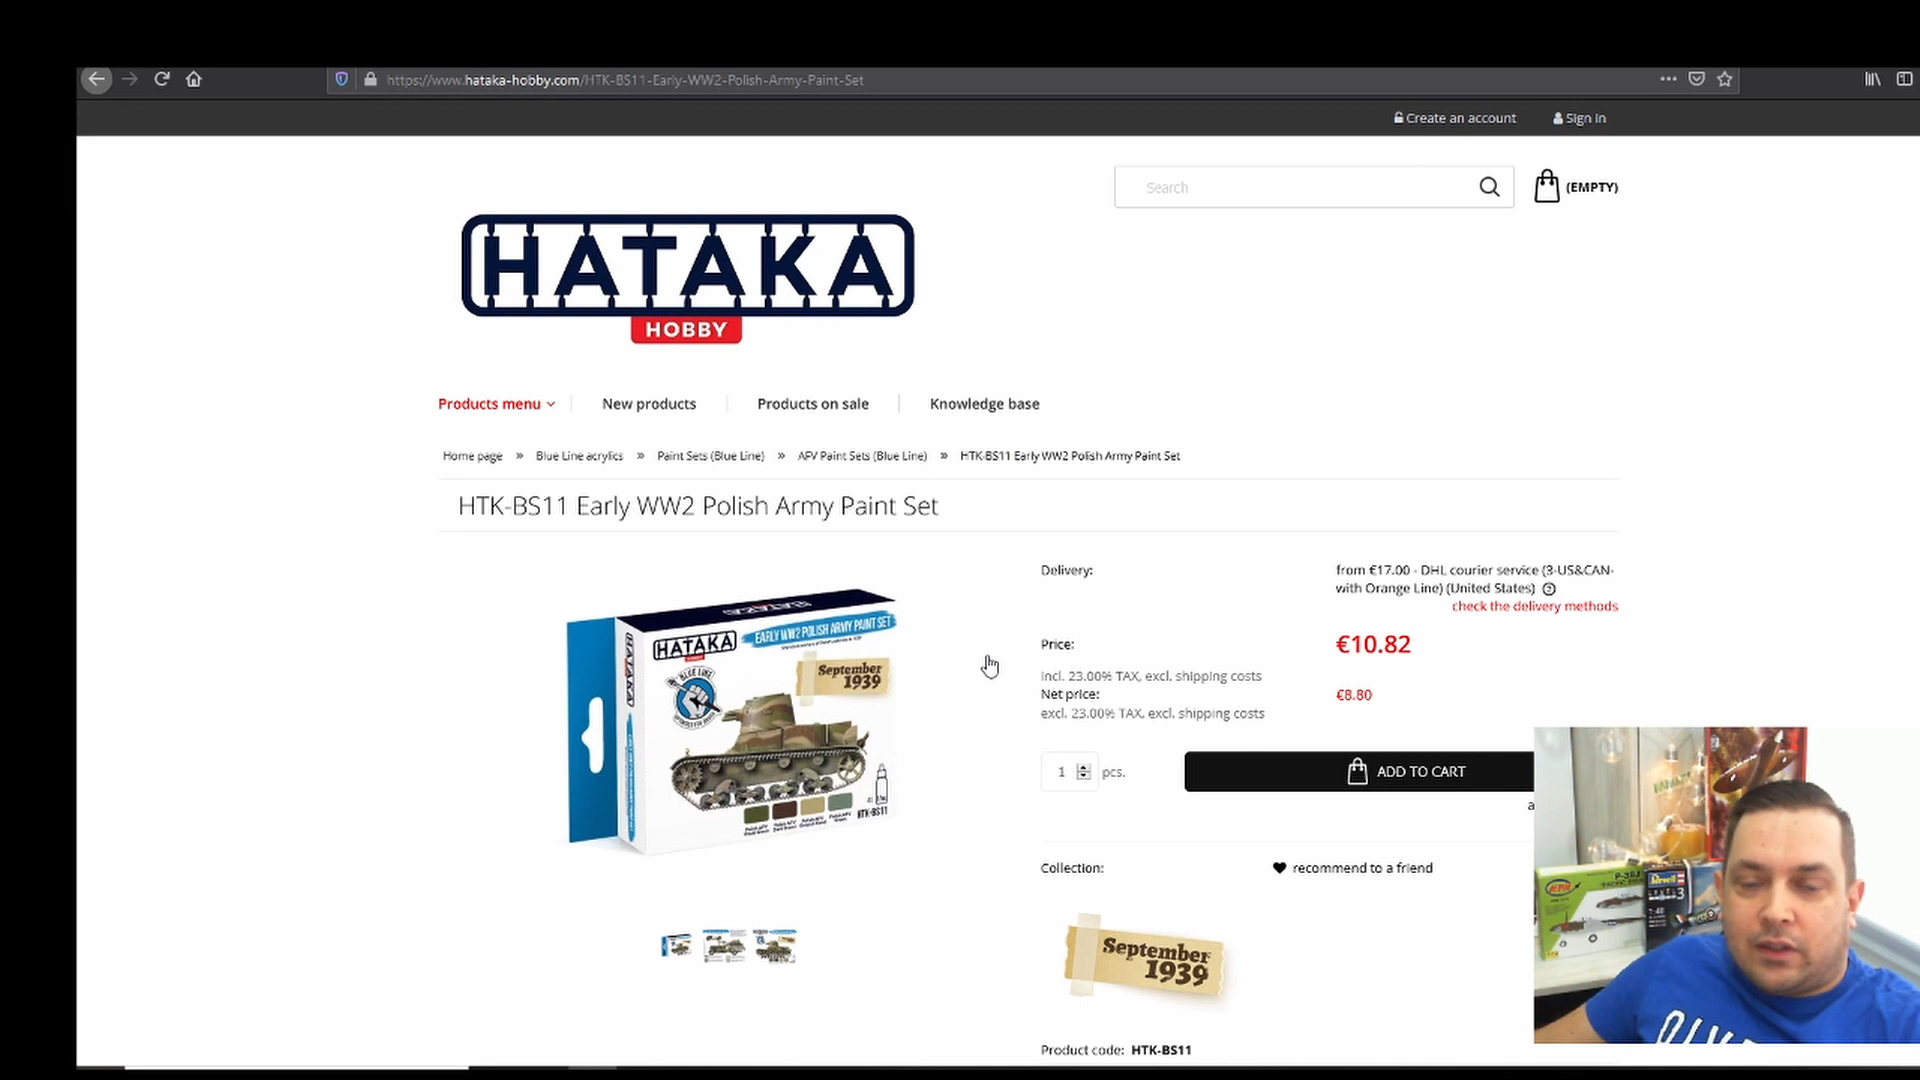 https://www.hataka-hobby.com/HTK-BS11-Early-WW2-Polish-Army-Paint-Set
Create an account
Sign in
Search
(EMPTY)
HATAKA
HOBBY
Products menu
New products
Products on sale
Knowledge base
Home page » Blue Line acrylics » Paint Sets (Blue Line) » AFV Paint Sets (Blue Line) » HTK-BS11 Early WW2 Polish Army Paint Set
HTK-BS11 Early WW2 Polish Army Paint Set
HATAKA
EARLY WW2 POLISH ARMY PAINT SET
HATAKA
BLUE LINE
September
1939
HTK-BS11
Delivery:
from €17.00 - DHL courier service (3-US&CAN-
with Orange Line) (United States)
check the delivery methods
Price:
€10.82
incl. 23.00% TAX, excl. shipping costs
Net price:
€8.80
excl. 23.00% TAX, excl. shipping costs
1 pcs.
ADD TO CART
a
Collection:
recommend to a friend
September
1939
Product code: HTK-BS11
Revell
P-39J